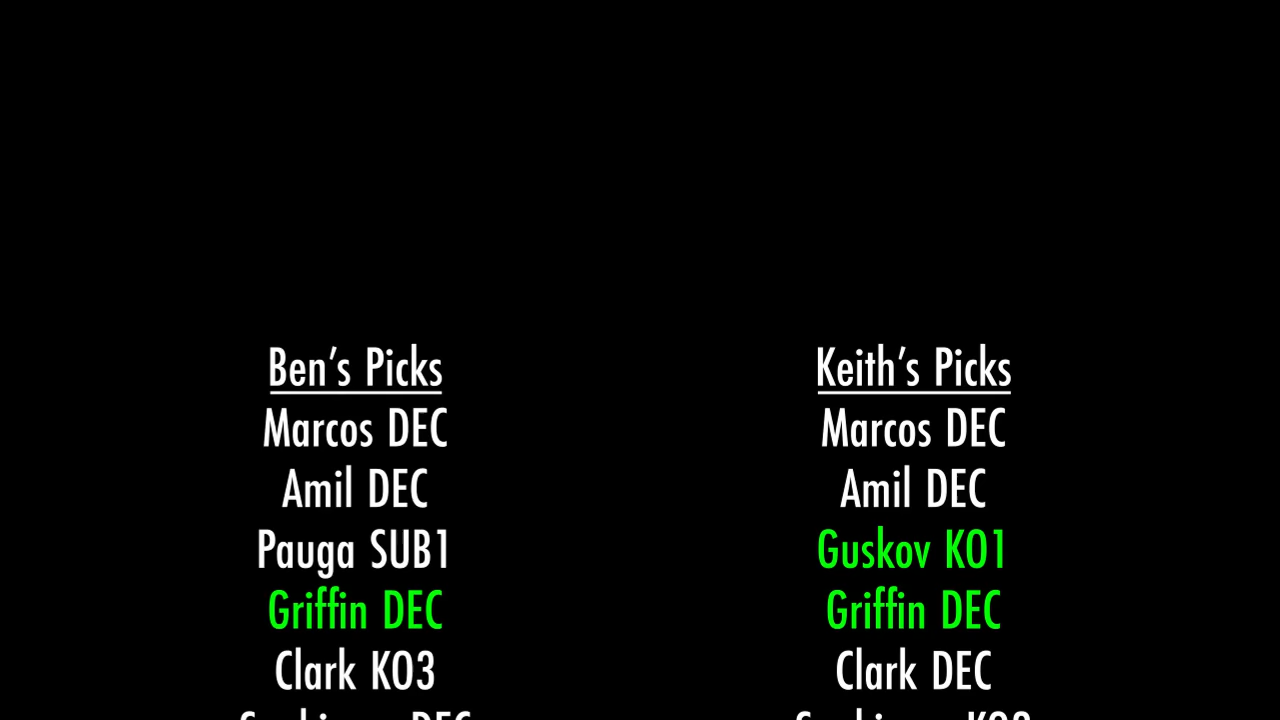 Ben's Picks
Marcos DEC
Amil DEC
Pauga SUB1
Griffin DEC
Clark KO3
DEC
Keith's Picks
Marcos DEC
Amil DEC
Guskov KO1
Griffin DEC
Clark DEC